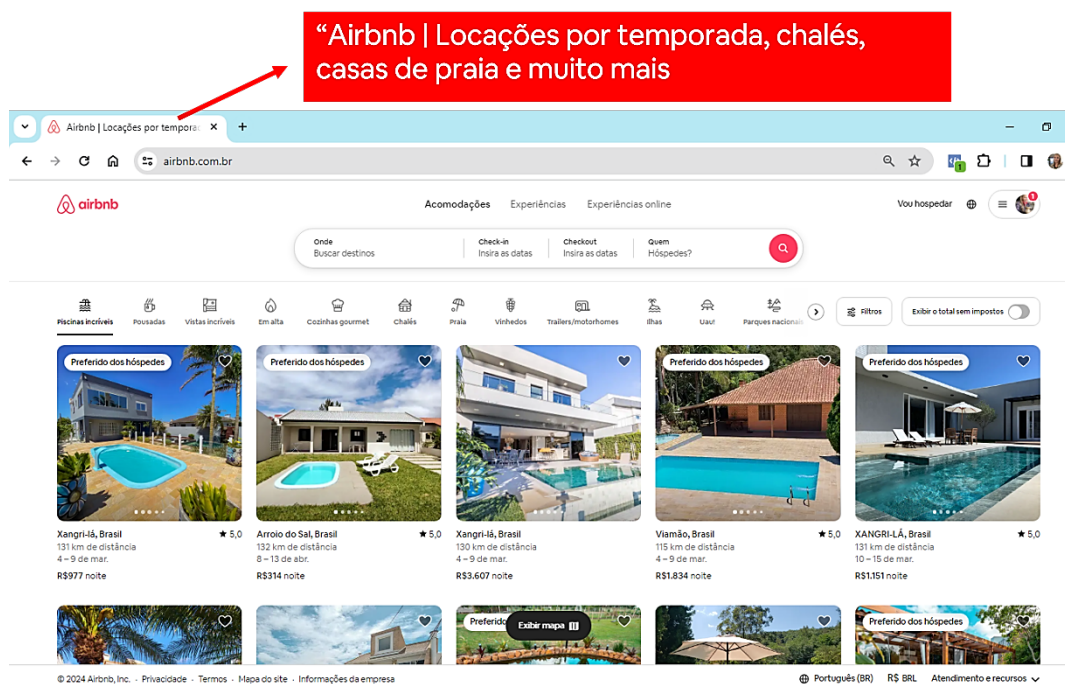 “Airbnb | Locações por temporada, chalés,
casas de praia e muito mais
Airbnb | Locações por tempora
airbnb.com.br
1
airbnb
Acomodações Experiências Experiências online
Vou hospedar
1
Onde Check-in Checkout Quem
Buscar destinos Insira as datas Insira as datas Hóspedes?
Piscinas incríveis Pousadas Vistas incríveis Em alta Cozinhas gourmet Chalés Praia Vinhedos Trailers/motorhomes Ilhas Uau! Parques nacionais
Filtros
Exibir o total sem impostos
Preferido dos hóspedes Preferido dos hóspedes Preferido dos hóspedes Preferido dos hóspedes
Xangri-lá, Brasil ★ 5,0
131 km de distância
4 – 9 de mar.
R$977 noite
Arroio do Sal, Brasil ★ 5,0
132 km de distância
8 – 13 de abr.
R$314 noite
Xangri-lá, Brasil
130 km de distância
4 – 9 de mar.
R$3.607 noite
Viamão, Brasil ★ 5,0
115 km de distância
4 – 9 de mar.
R$1.834 noite
XANGRI-LÁ, Brasil ★ 5,0
131 km de distância
10 – 15 de mar.
R$1.151 noite
Preferido
Exibir mapa
Preferido dos hóspedes
© 2024 Airbnb, Inc. · Privacidade · Termos · Mapa do site · Informações da empresa
Português (BR) R$ BRL Atendimento e recursos